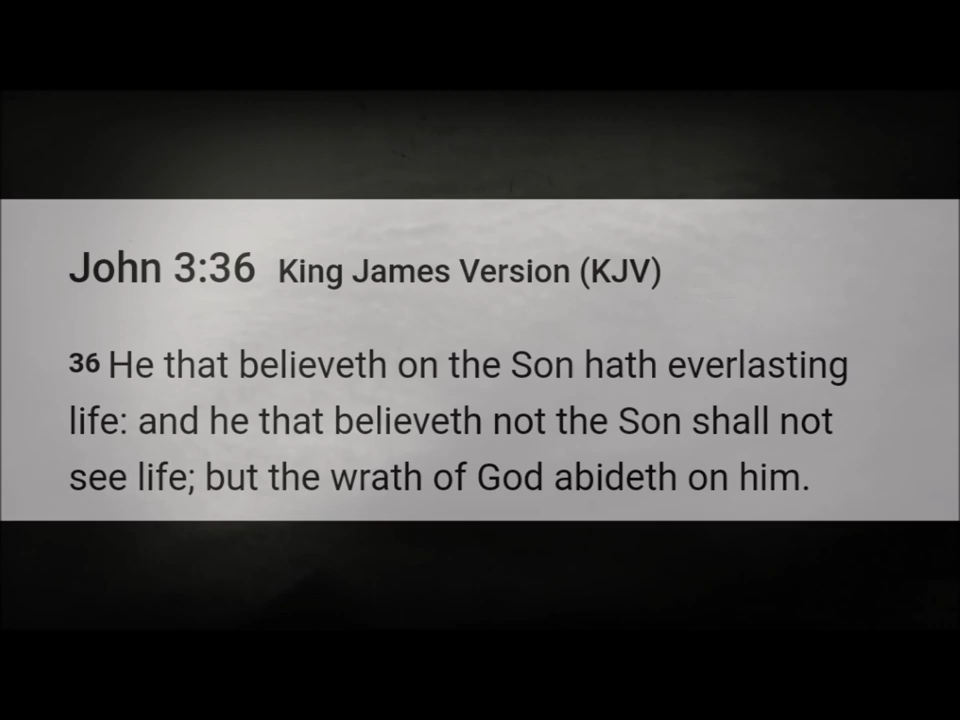 John 3:36 King James Version (KJV)
36 He that believeth on the Son hath everlasting
life: and he that believeth not the Son shall not
see life; but the wrath of God abideth on him.